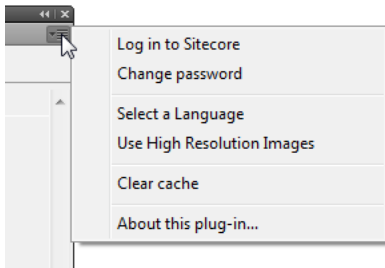 Log in to Sitecore
Change password
Select a Language
Use High Resolution Images
Clear cache
About this plug-in...